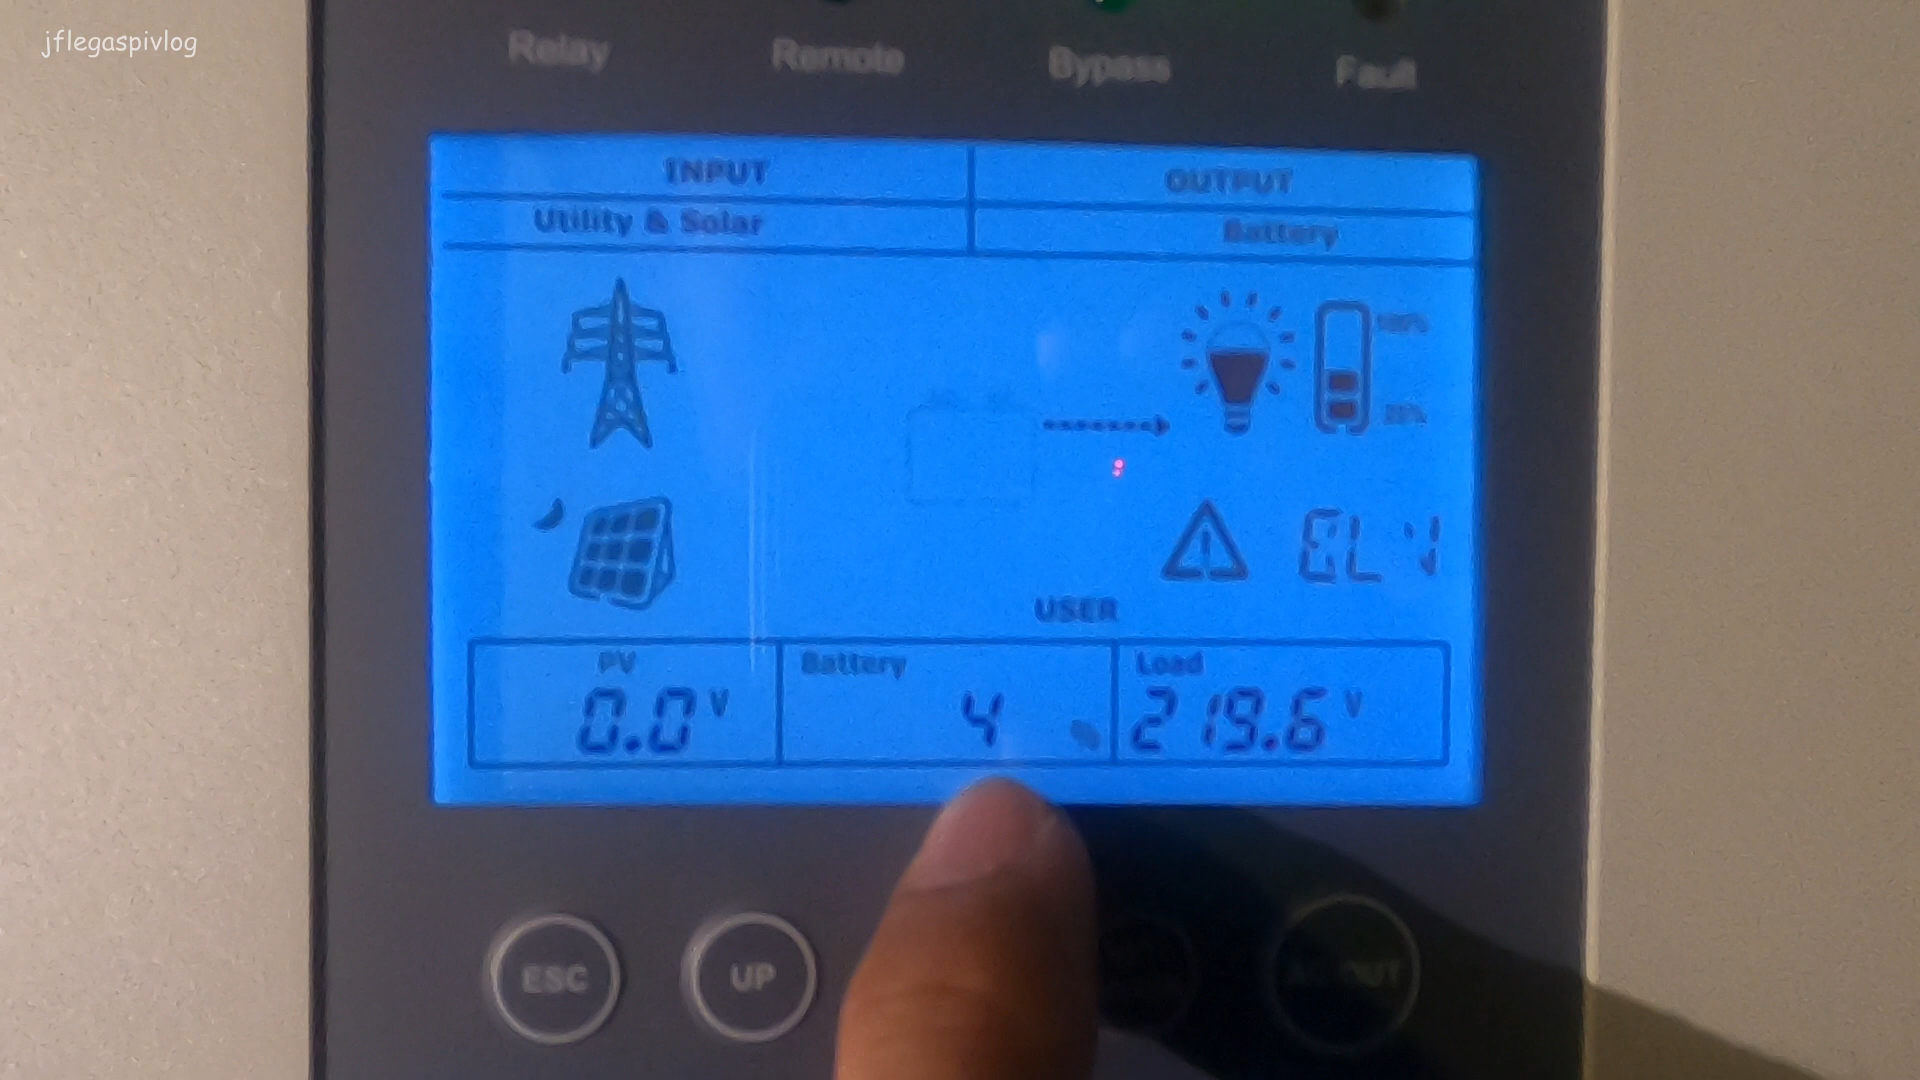 jflegaspivlog
Relay Remote Bypass Fault
INPUT OUTPUT
Utility & Solar Battery
100%
USER
PV Battery Load
0.0 V 4 % 219.6 V
ESC UP